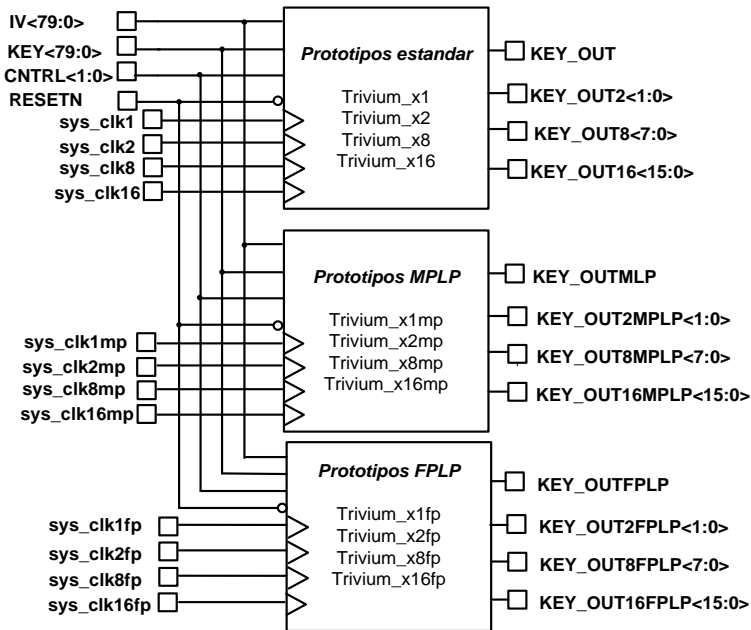 IV<79:0>
KEY<79:0>
CNTRL<1:0>
RESETN
sys_clk1
sys_clk2
sys_clk8
sys_clk16
Prototipos estandar
Trivium_x1
Trivium_x2
Trivium_x8
Trivium_x16
KEY_OUT
KEY_OUT2<1:0>
KEY_OUT8<7:0>
KEY_OUT16<15:0>
sys_clk1mp
sys_clk2mp
sys_clk8mp
sys_clk16mp
Prototipos MPLP
Trivium_x1mp
Trivium_x2mp
Trivium_x8mp
Trivium_x16mp
KEY_OUTMLP
KEY_OUT2MPLP<1:0>
KEY_OUT8MPLP<7:0>
KEY_OUT16MPLP<15:0>
sys_clk1fp
sys_clk2fp
sys_clk8fp
sys_clk16fp
Prototipos FPLP
Trivium_x1fp
Trivium_x2fp
Trivium_x8fp
Trivium_x16fp
KEY_OUTFPLP
KEY_OUT2FPLP<1:0>
KEY_OUT8FPLP<7:0>
KEY_OUT16FPLP<15:0>